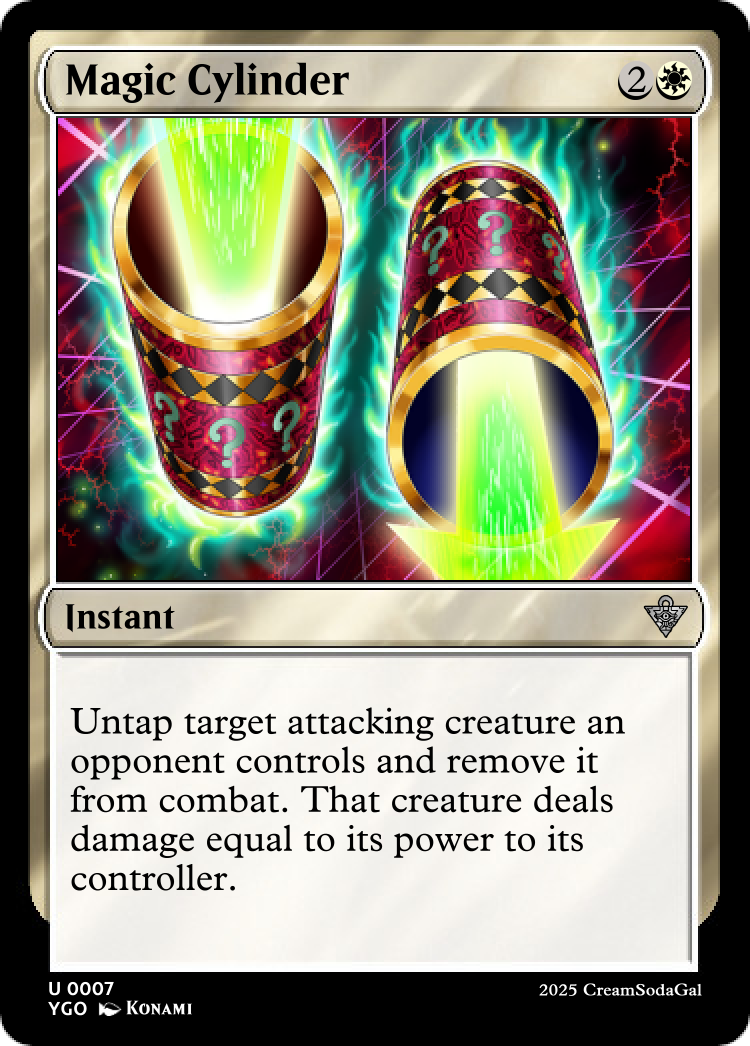 Magic Cylinder 2
? ? ?
? ? ?
Instant
Untap target attacking creature an
opponent controls and remove it
from combat. That creature deals
damage equal to its power to its
controller.
U 0007
YGO KONAMI
2025 CreamSodaGal